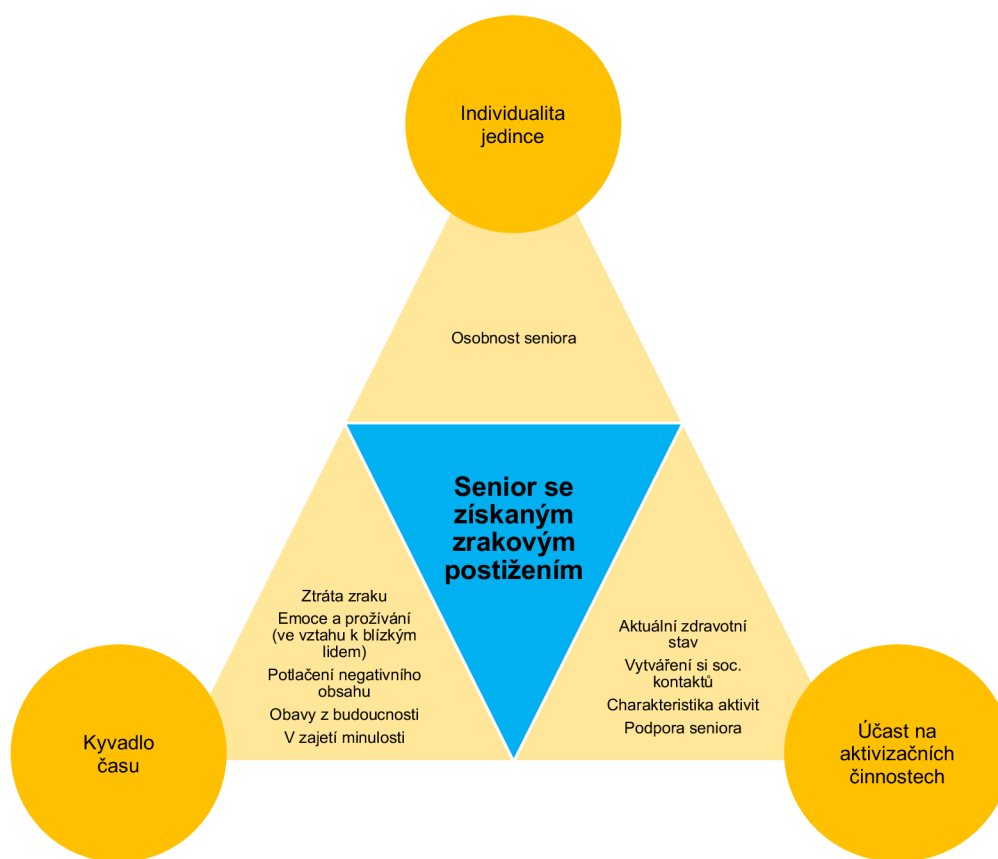 Individualita
jedince
Osobnost seniora
Senior se
získaným
zrakovým
postižením
Ztráta zraku
Emoce a prožívání
(ve vztahu k blízkým
lidem)
Potlačení negativního
obsahu
Obavy z budoucnosti
V zajetí minulosti
Aktuální zdravotní
stav
Vytváření si soc.
kontaktů
Charakteristika aktivit
Podpora seniora
Kyvadlo
času
Účast na
aktivizačních
činnostech